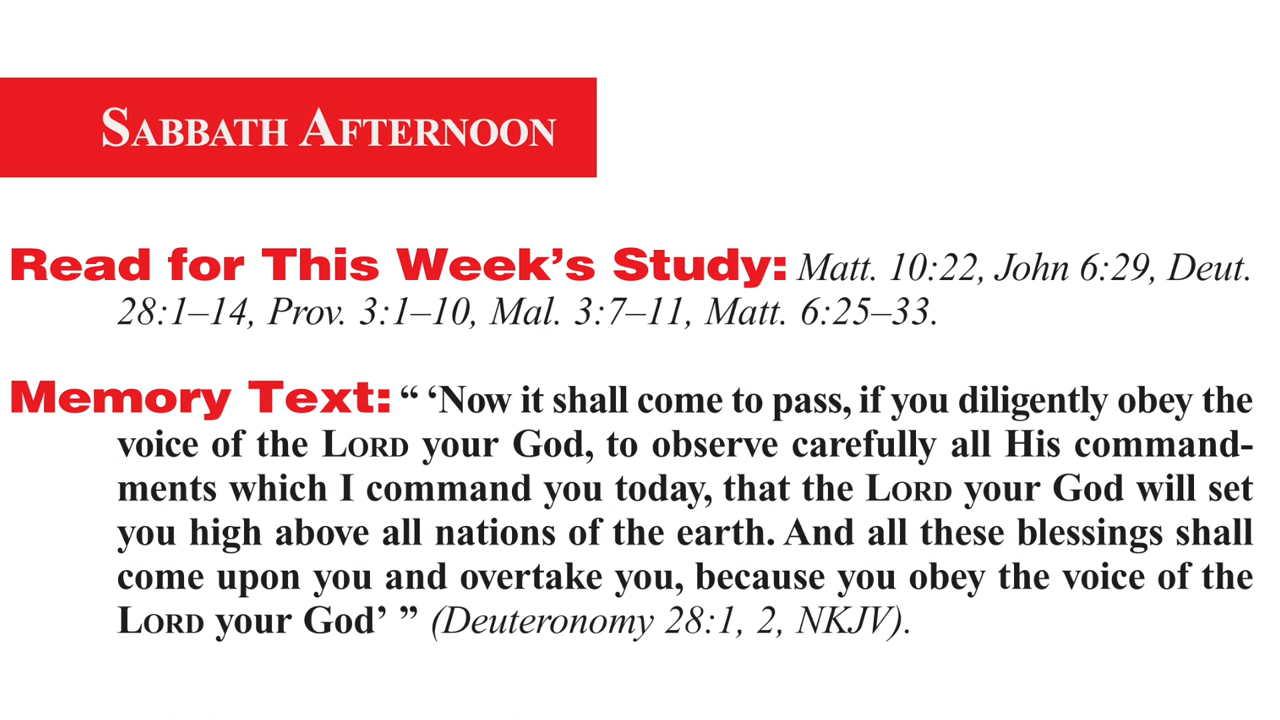 SABBATH AFTERNOON
Read for This Week’s Study: Matt. 10:22, John 6:29, Deut.
28:1–14, Prov. 3:1–10, Mal. 3:7–11, Matt. 6:25–33.
Memory Text: “ ‘Now it shall come to pass, if you diligently obey the
voice of the LORD your God, to observe carefully all His command-
ments which I command you today, that the LORD your God will set
you high above all nations of the earth. And all these blessings shall
come upon you and overtake you, because you obey the voice of the
LORD your God’ ” (Deuteronomy 28:1, 2, NKJV).